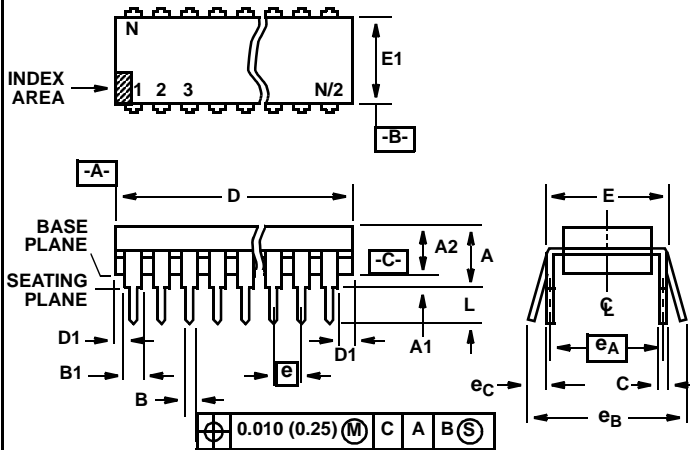 N
E1
INDEX
AREA
1 2 3 N/2
-B-
-A-
D
E
BASE
PLANE
A2
A
-C-
SEATING
PLANE
L
C̵L
D1
A1
D1
eA
B1
e
eC
C
B
eB
0.010 (0.25) M C A B S